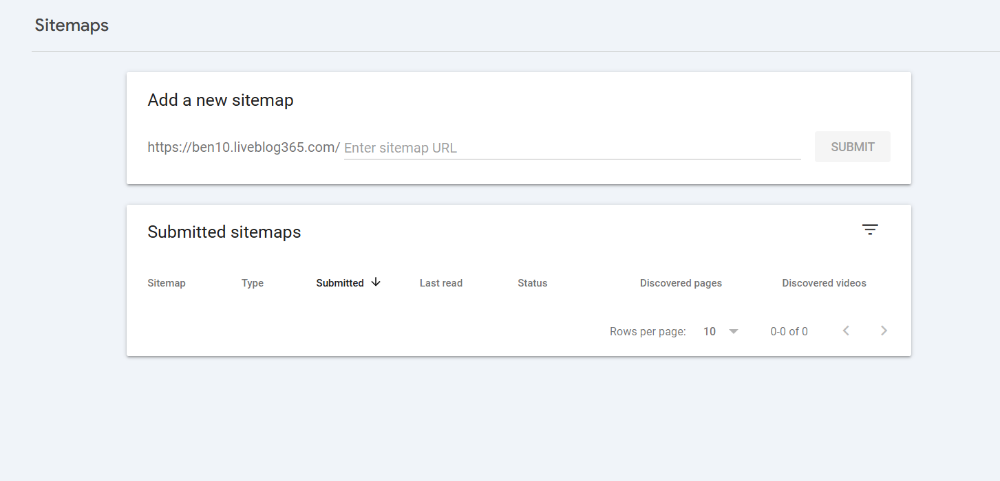 Sitemaps
Add a new sitemap
https://ben10.liveblog365.com/ Enter sitemap URL SUBMIT
Submitted sitemaps
Sitemap Type Submitted Last read Status Discovered pages Discovered videos
Rows per page: 10 0-0 of 0